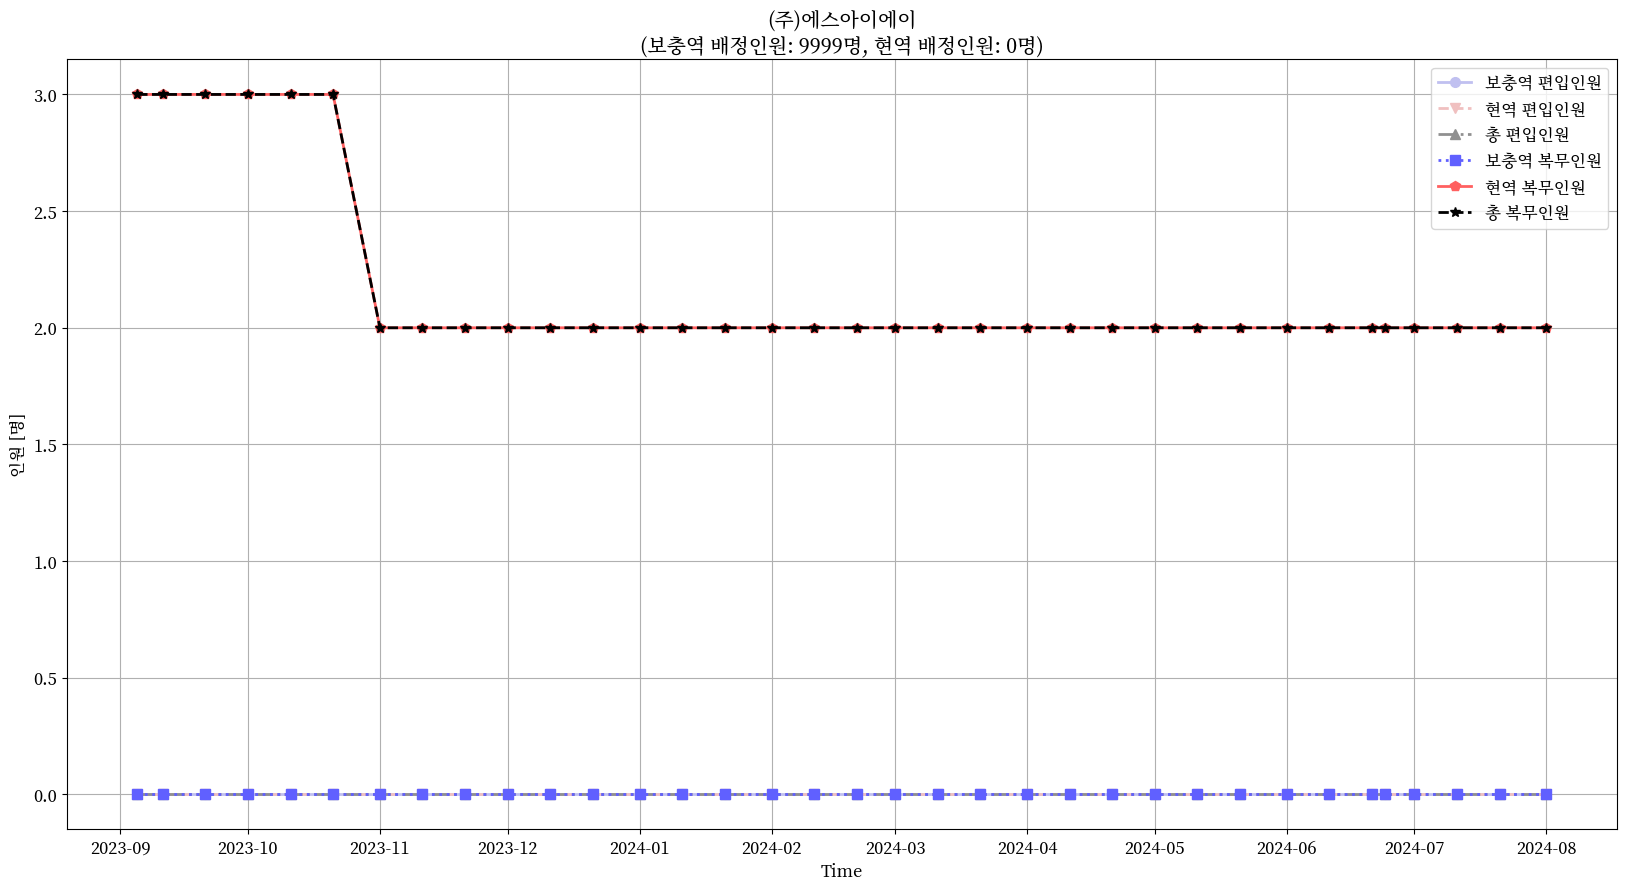 (주)에스아이에이
(보충역 배정인원: 9999명, 현역 배정인원: 0명)
보충역 편입인원
현역 편입인원
총 편입인원
보충역 복무인원
현역 복무인원
총 복무인원
인원 [명]
3.0
2.5
2.0
1.5
1.0
0.5
0.0
2023-09
2023-10
2023-11
2023-12
2024-01
2024-02
2024-03
2024-04
2024-05
2024-06
2024-07
2024-08
Time